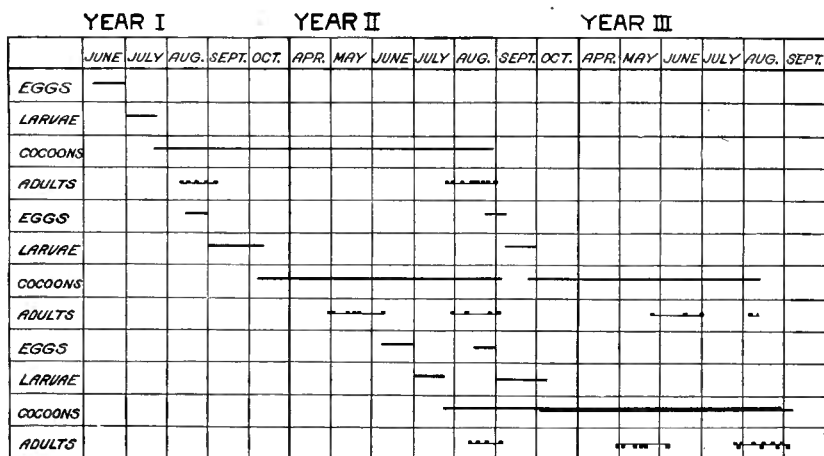 YEAR I YEAR II YEAR III
JUNE JULY AUG. SEPT. OCT. APR. MAY JUNE JULY AUG. SEPT. OCT. APR. MAY JUNE JULY AUG. SEPT.
EGGS
LARVAE
COCOONS
ADULTS
EGGS
LARVAE
COCOONS
ADULTS
EGGS
LARVAE
COCOONS
ADULTS